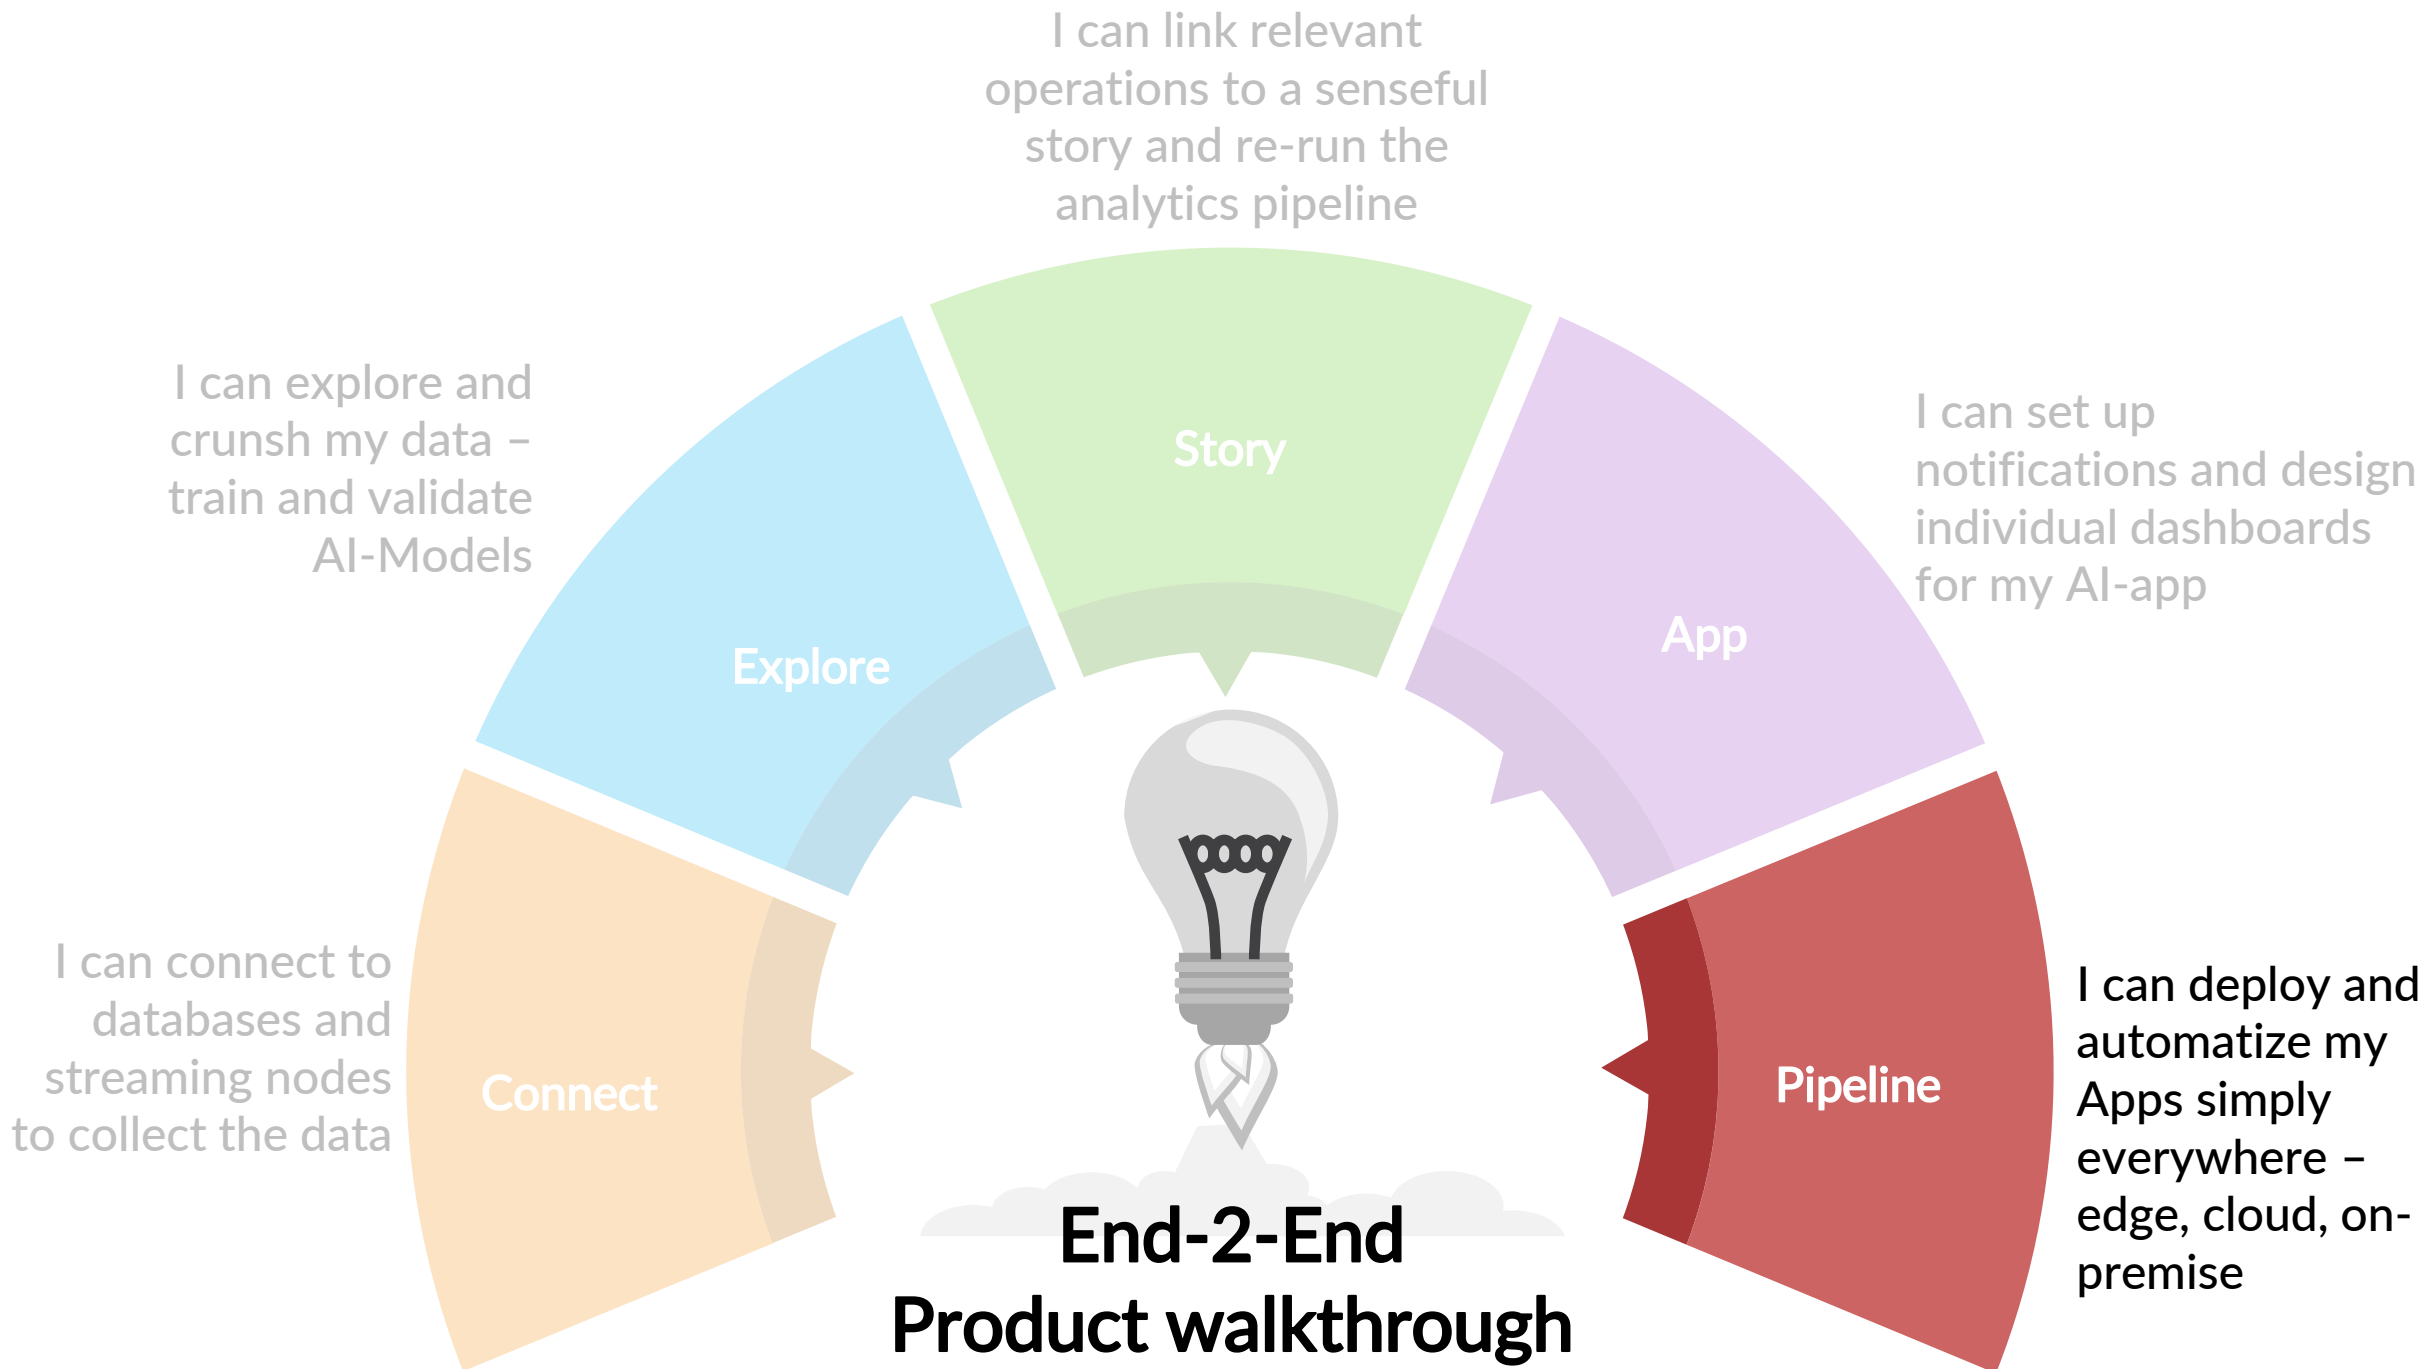 I can link relevant
operations to a senseful
story and re-run the
analytics pipeline
I can explore and
crunsh my data –
train and validate
AI-Models
Story
I can set up
notifications and design
individual dashboards
for my AI-app
App
Explore
I can connect to
databases and
streaming nodes
to collect the data
Connect
Pipeline
I can deploy and
automatize my
Apps simply
everywhere –
edge, cloud, on-
premise
End-2-End
Product walkthrough